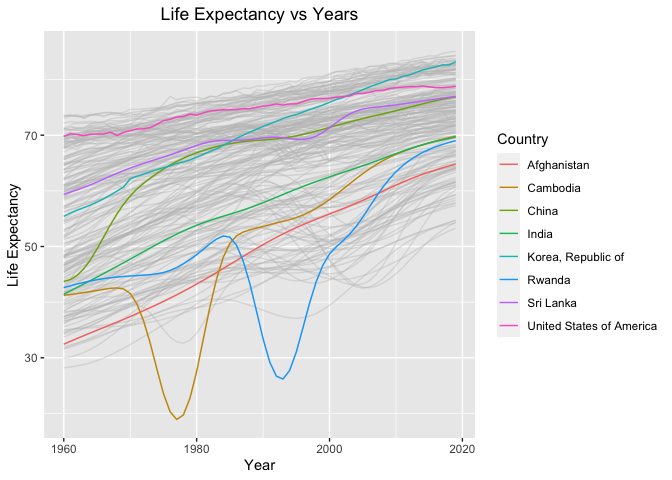 Life Expectancy vs Years
Life Expectancy
70
50
30
1960
1980
2000
2020
Year
Country
Afghanistan
Cambodia
China
India
Korea, Republic of
Rwanda
Sri Lanka
United States of America